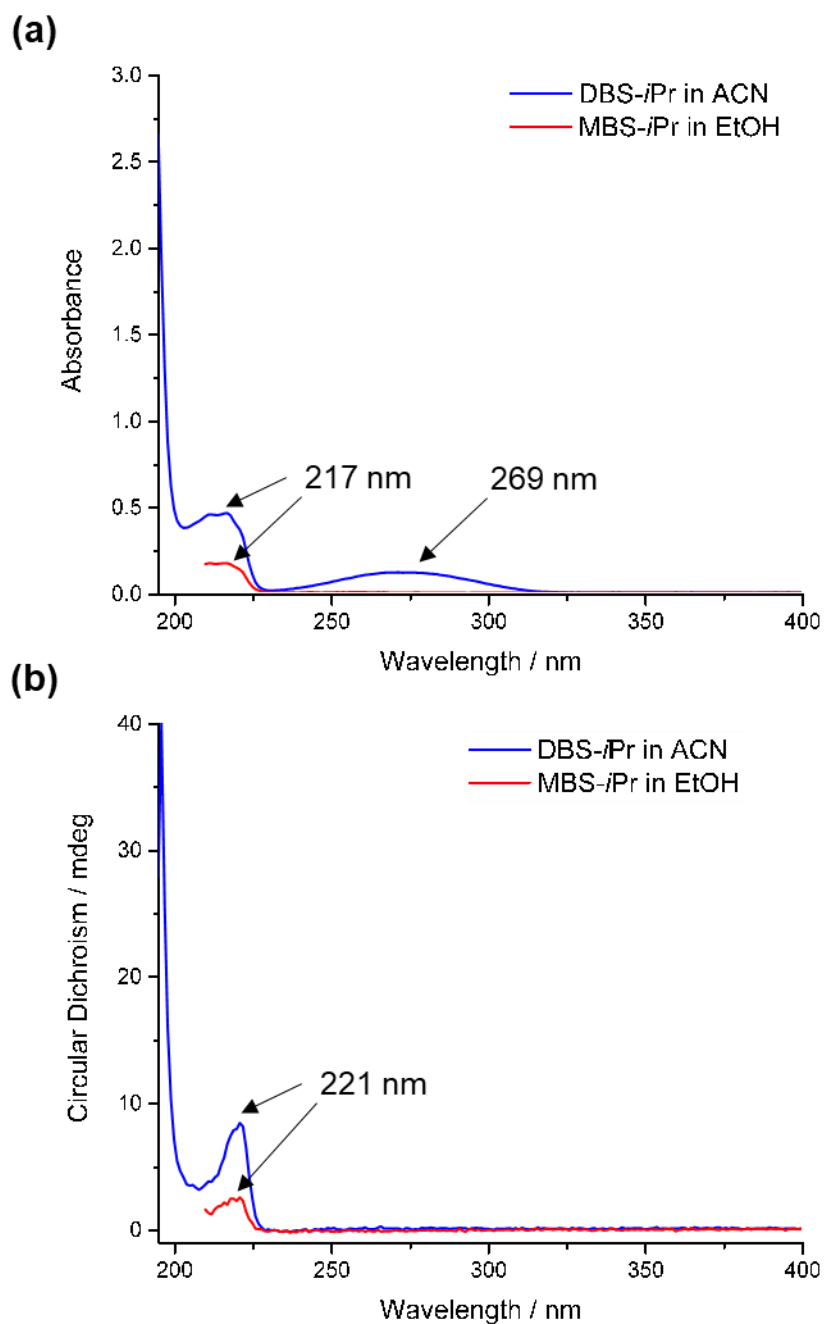 (a)
3.0
2.5
2.0
1.5
1.0
0.5
0.0
Absorbance
DBS-iPr in ACN
MBS-iPr in EtOH
217 nm
269 nm
200 250 300 350 400
Wavelength / nm
(b)
40
30
20
10
0
Circular Dichroism / mdeg
DBS-iPr in ACN
MBS-iPr in EtOH
221 nm
200 250 300 350 400
Wavelength / nm